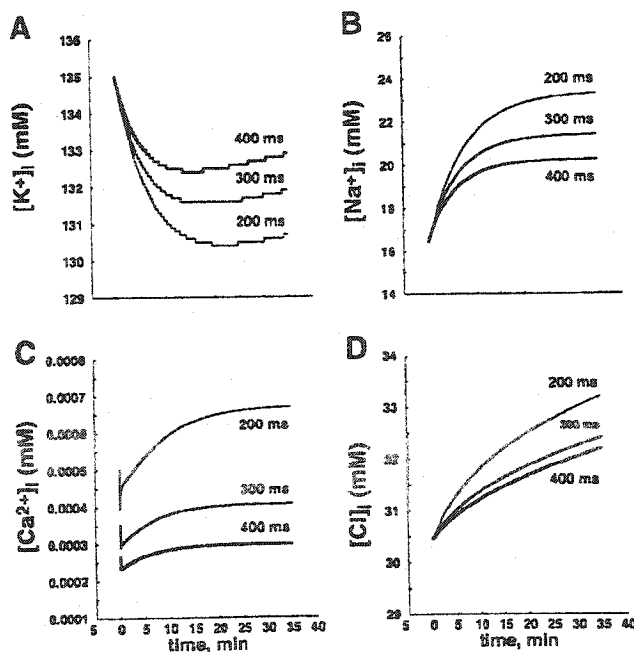 A
[K+]i (mM)
136
135
134
133
132
131
130
129
400 ms
300 ms
200 ms
B
[Na+]i (mM)
26
24
22
20
18
16
14
200 ms
300 ms
400 ms
C
[Ca2+]i (mM)
0.0008
0.0007
0.0006
0.0005
0.0004
0.0003
0.0002
0.0001
200 ms
300 ms
400 ms
5 0 5 10 15 20 25 30 35 40
time, min
D
[Cl]i (mM)
34
33
32
31
30
29
200 ms
300 ms
400 ms
5 0 5 10 15 20 25 30 35 40
time, min